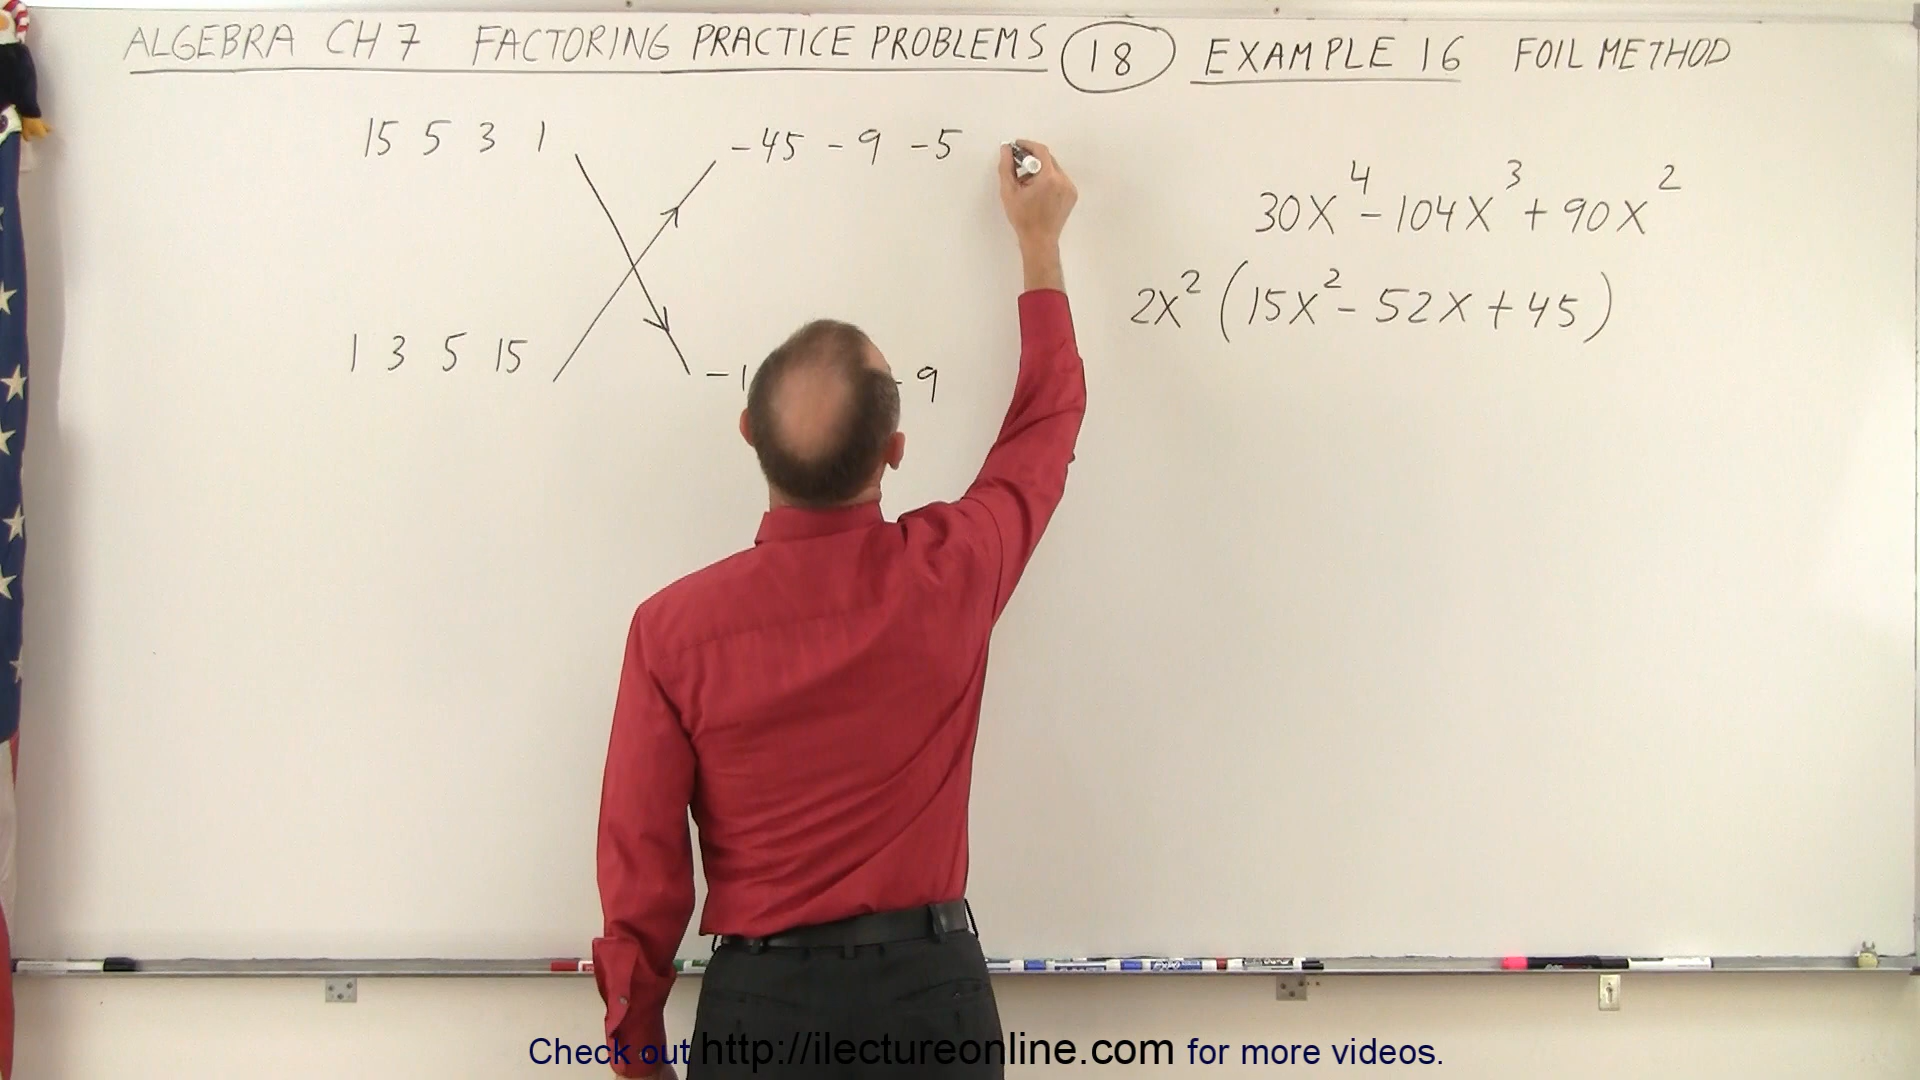 ALGEBRA CH 7 FACTORING PRACTICE PROBLEMS 18 EXAMPLE 16 FOIL METHOD
15 5 3 1 -45 -9 -5
30X⁴ - 104X³ + 90X²
2X² (15X² - 52X + 45)
1 3 5 15 -1 -9
Check out http://ilectureonline.com for more videos.